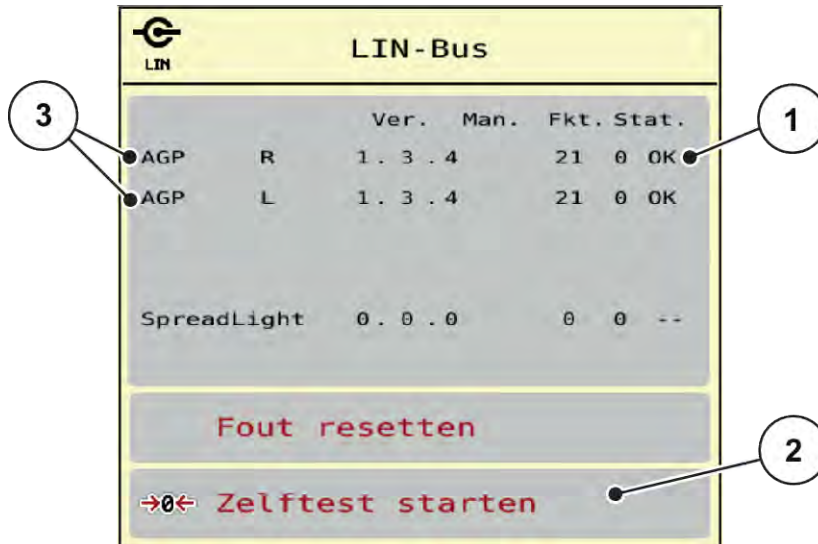 LIN
LIN-Bus
Ver. Man. Fkt. Stat.
AGP R 1.3.4 21 0 OK
AGP L 1.3.4 21 0 OK
SpreadLight 0.0.0 0 0 --
Fout resetten
→0← Zelftest starten
3
1
2